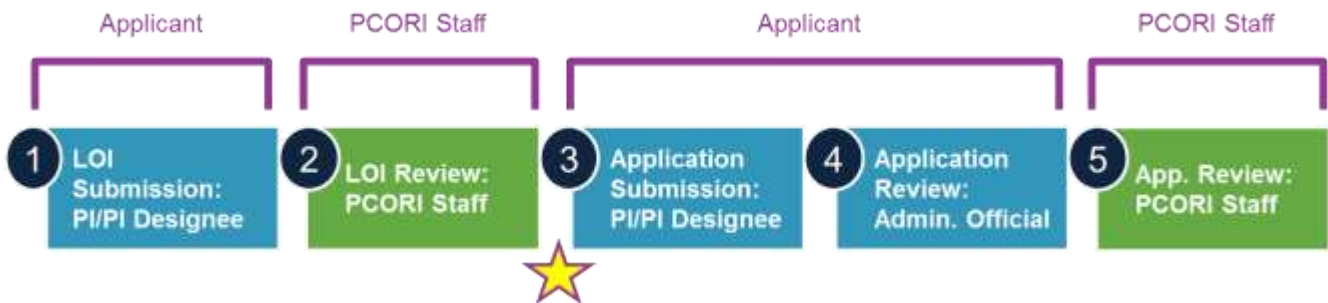 Applicant
PCORI Staff
Applicant
PCORI Staff
1
LOI
Submission:
PI/PI Designee
2
LOI Review:
PCORI Staff
3
Application
Submission:
PI/PI Designee
4
Application
Review:
Admin. Official
5
App. Review:
PCORI Staff